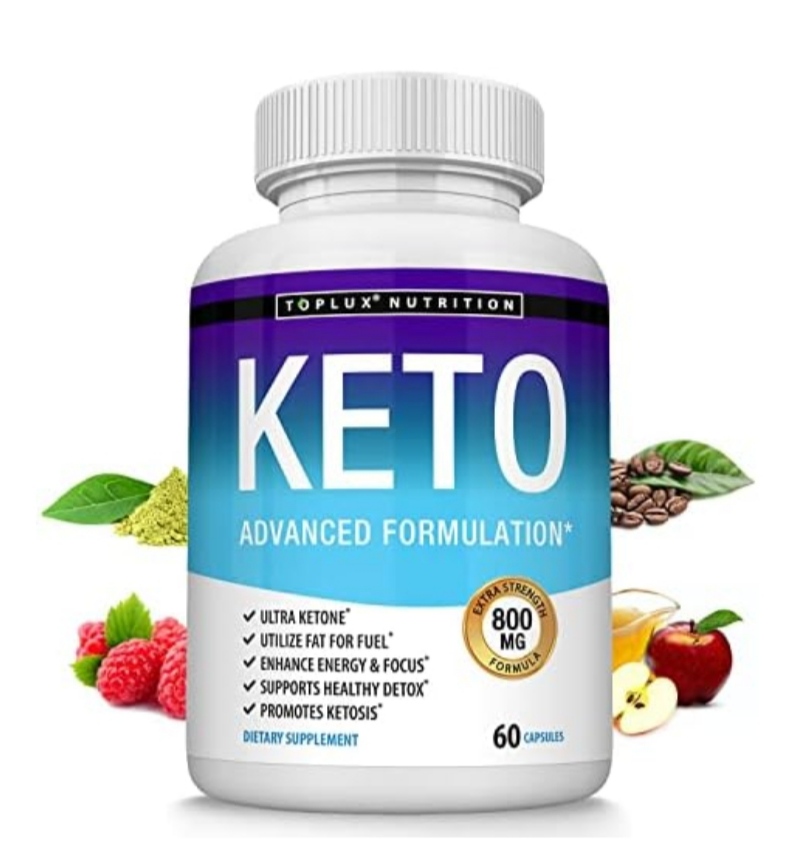 TOPLUX® NUTRITION
KETO
ADVANCED FORMULATION*
✓ ULTRA KETONE*
✓ UTILIZE FAT FOR FUEL*
✓ ENHANCE ENERGY & FOCUS*
✓ SUPPORTS HEALTHY DETOX*
✓ PROMOTES KETOSIS*
EXTRA STRENGTH
800
MG
FORMULA
DIETARY SUPPLEMENT
60 CAPSULES